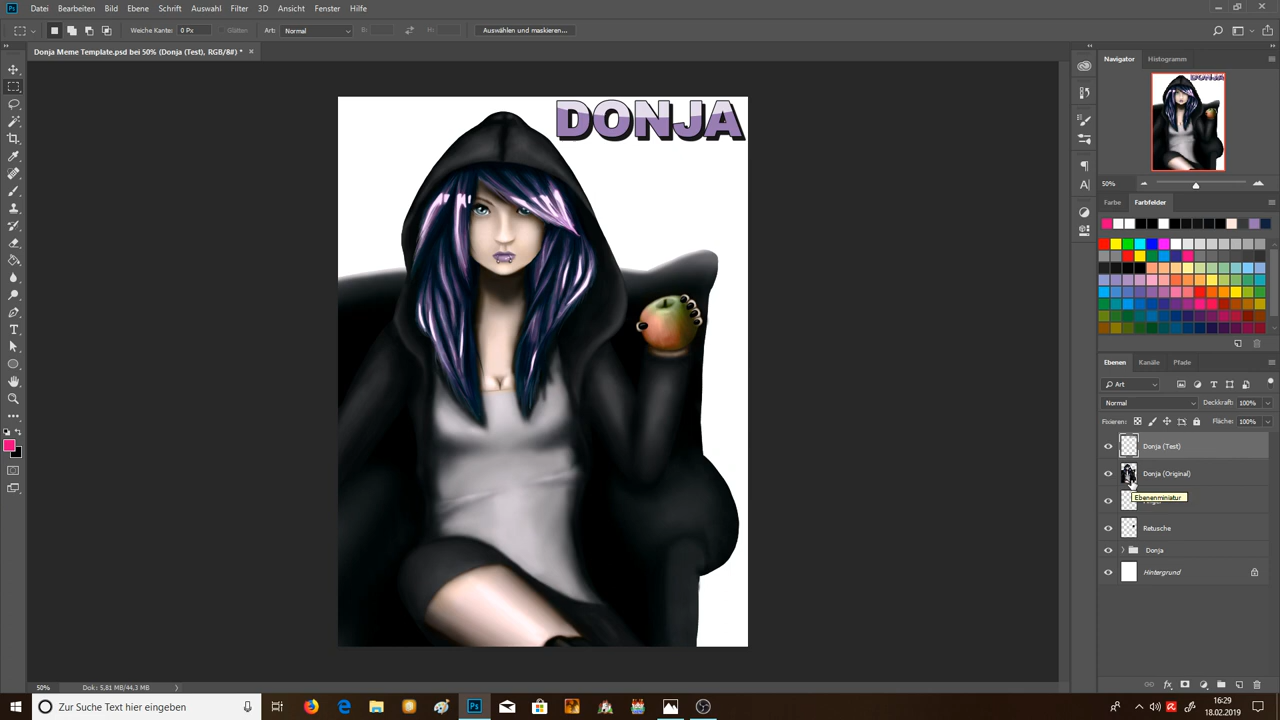 Datei Bearbeiten Bild Ebene Schrift Auswahl Filter 3D Ansicht Fenster Hilfe
Weiche Kante: 0 Px Glätten Art: Normal B: H: Auswählen und maskieren...
Donja Meme Template.psd bei 50% (Donja (Test), RGB/8#) *
Navigator Histogramm
DONJA
50%
Farbe Farbfelder
Ebenen Kanäle Pfade
Art
Normal Deckkraft: 100%
Fixieren: Fläche: 100%
Donja (Test)
Donja (Original)
Ebenenminiatur
Retusche
Donja
Hintergrund
50% Dok: 5,81 MB/44,3 MB
Zur Suche Text hier eingeben
16:29
18.02.2019